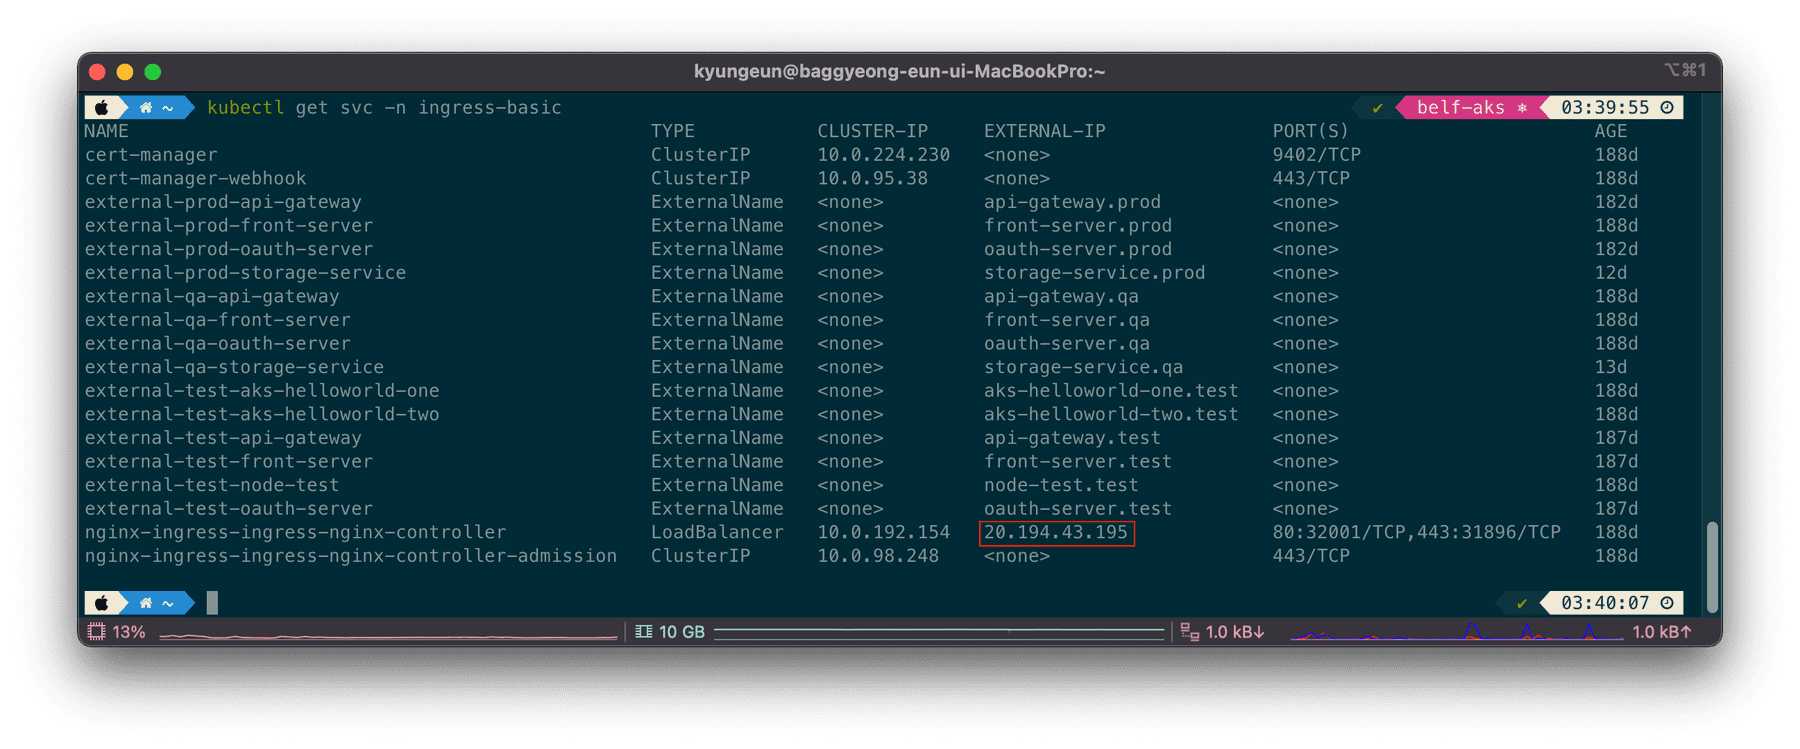 kyungeun@baggyeong-eun-ui-MacBookPro:~
⌥⌘1
~ kubectl get svc -n ingress-basic ✔ belf-aks ⎈ 03:39:55
NAME TYPE CLUSTER-IP EXTERNAL-IP PORT(S) AGE
cert-manager ClusterIP 10.0.224.230 <none> 9402/TCP 188d
cert-manager-webhook ClusterIP 10.0.95.38 <none> 443/TCP 188d
external-prod-api-gateway ExternalName <none> api-gateway.prod <none> 182d
external-prod-front-server ExternalName <none> front-server.prod <none> 188d
external-prod-oauth-server ExternalName <none> oauth-server.prod <none> 182d
external-prod-storage-service ExternalName <none> storage-service.prod <none> 12d
external-qa-api-gateway ExternalName <none> api-gateway.qa <none> 188d
external-qa-front-server ExternalName <none> front-server.qa <none> 188d
external-qa-oauth-server ExternalName <none> oauth-server.qa <none> 188d
external-qa-storage-service ExternalName <none> storage-service.qa <none> 13d
external-test-aks-helloworld-one ExternalName <none> aks-helloworld-one.test <none> 188d
external-test-aks-helloworld-two ExternalName <none> aks-helloworld-two.test <none> 188d
external-test-api-gateway ExternalName <none> api-gateway.test <none> 187d
external-test-front-server ExternalName <none> front-server.test <none> 187d
external-test-node-test ExternalName <none> node-test.test <none> 188d
external-test-oauth-server ExternalName <none> oauth-server.test <none> 187d
nginx-ingress-ingress-nginx-controller LoadBalancer 10.0.192.154 20.194.43.195 80:32001/TCP,443:31896/TCP 188d
nginx-ingress-ingress-nginx-controller-admission ClusterIP 10.0.98.248 <none> 443/TCP 188d
~ ✔ 03:40:07
13% 10 GB 1.0 kB↓ 1.0 kB↑